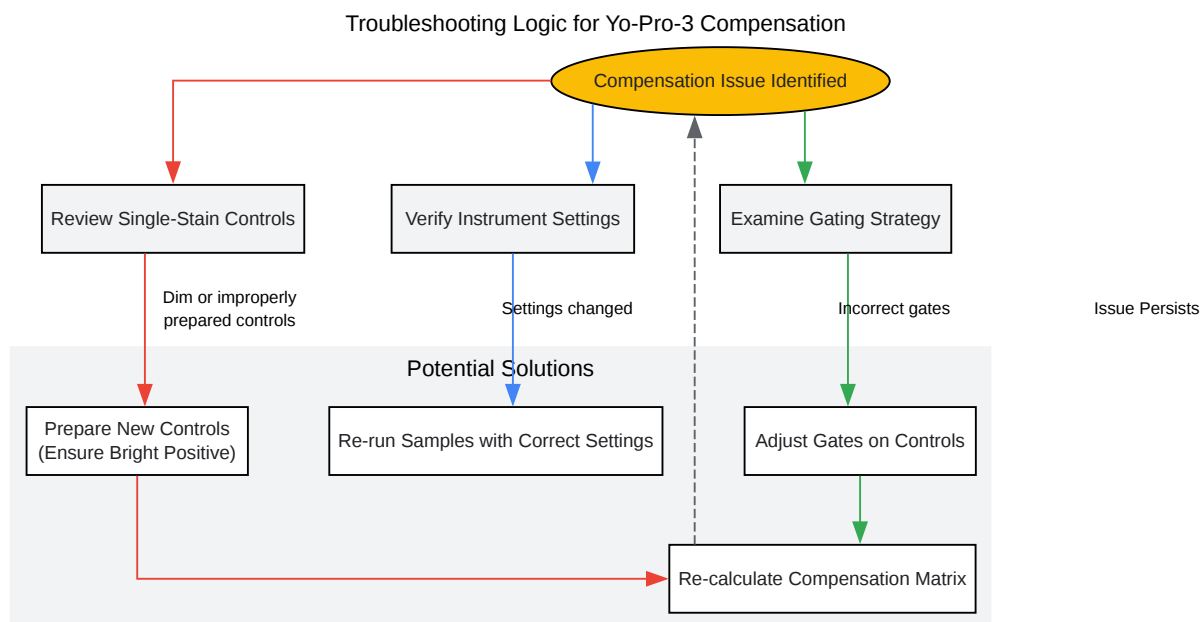 Troubleshooting Logic for Yo-Pro-3 Compensation
Compensation Issue Identified
Review Single-Stain Controls
Verify Instrument Settings
Examine Gating Strategy
Dim or improperly
prepared controls
Settings changed
Incorrect gates
Issue Persists
Potential Solutions
Prepare New Controls
(Ensure Bright Positive)
Re-run Samples with Correct Settings
Adjust Gates on Controls
Re-calculate Compensation Matrix